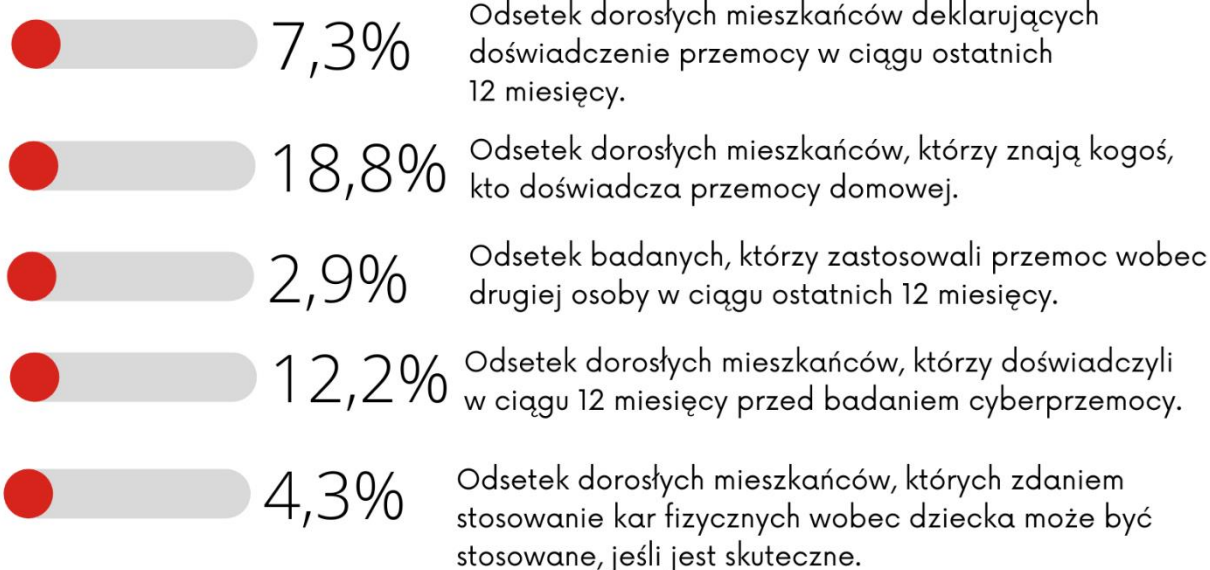 7,3%
Odsetek dorosłych mieszkańców deklarujących
doświadczenie przemocy w ciągu ostatnich
12 miesięcy.
18,8%
Odsetek dorosłych mieszkańców, którzy znają kogoś,
kto doświadcza przemocy domowej.
2,9%
Odsetek badanych, którzy zastosowali przemoc wobec
drugiej osoby w ciągu ostatnich 12 miesięcy.
12,2%
Odsetek dorosłych mieszkańców, którzy doświadczyli
w ciągu 12 miesięcy przed badaniem cyberprzemocy.
4,3%
Odsetek dorosłych mieszkańców, których zdaniem
stosowanie kar fizycznych wobec dziecka może być
stosowane, jeśli jest skuteczne.